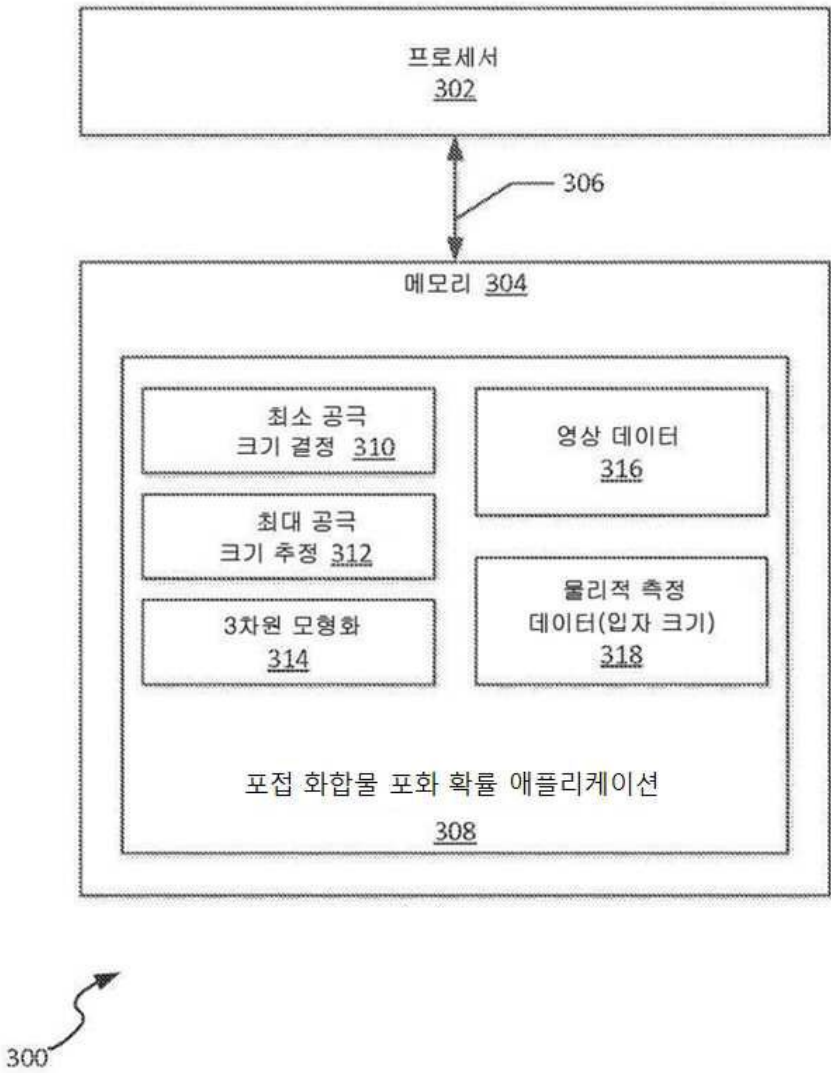 프로세서
302
306
메모리 304
최소 공극
크기 결정 310
최대 공극
크기 추정 312
3차원 모형화
314
영상 데이터
316
물리적 측정
데이터(입자 크기)
318
포접 화합물 포화 확률 애플리케이션
308
300